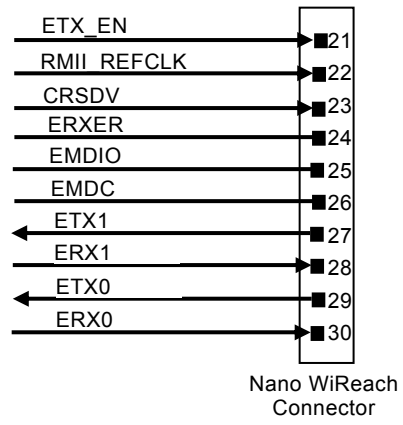 ETX_EN 21
RMII_REFCLK 22
CRSDV 23
ERXER 24
EMDIO 25
EMDC 26
ETX1 27
ERX1 28
ETX0 29
ERX0 30
Nano WiReach
Connector